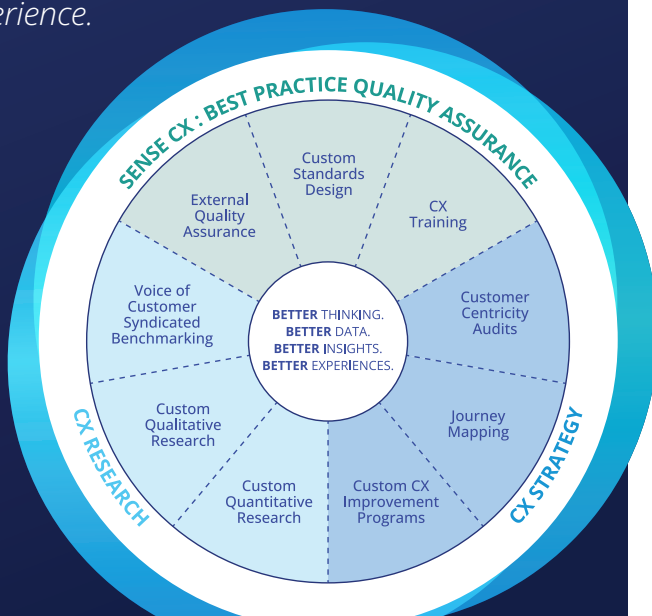 erience.
SENSE CX : BEST PRACTICE QUALITY ASSURANCE
Custom
Standards
Design
External
Quality
Assurance
CX
Training
Voice of
Customer
Syndicated
Benchmarking
Customer
Centricity
Audits
BETTER THINKING.
BETTER DATA.
BETTER INSIGHTS.
BETTER EXPERIENCES.
Custom
Qualitative
Research
Journey
Mapping
Custom
Quantitative
Research
Custom CX
Improvement
Programs
CX RESEARCH
CX STRATEGY